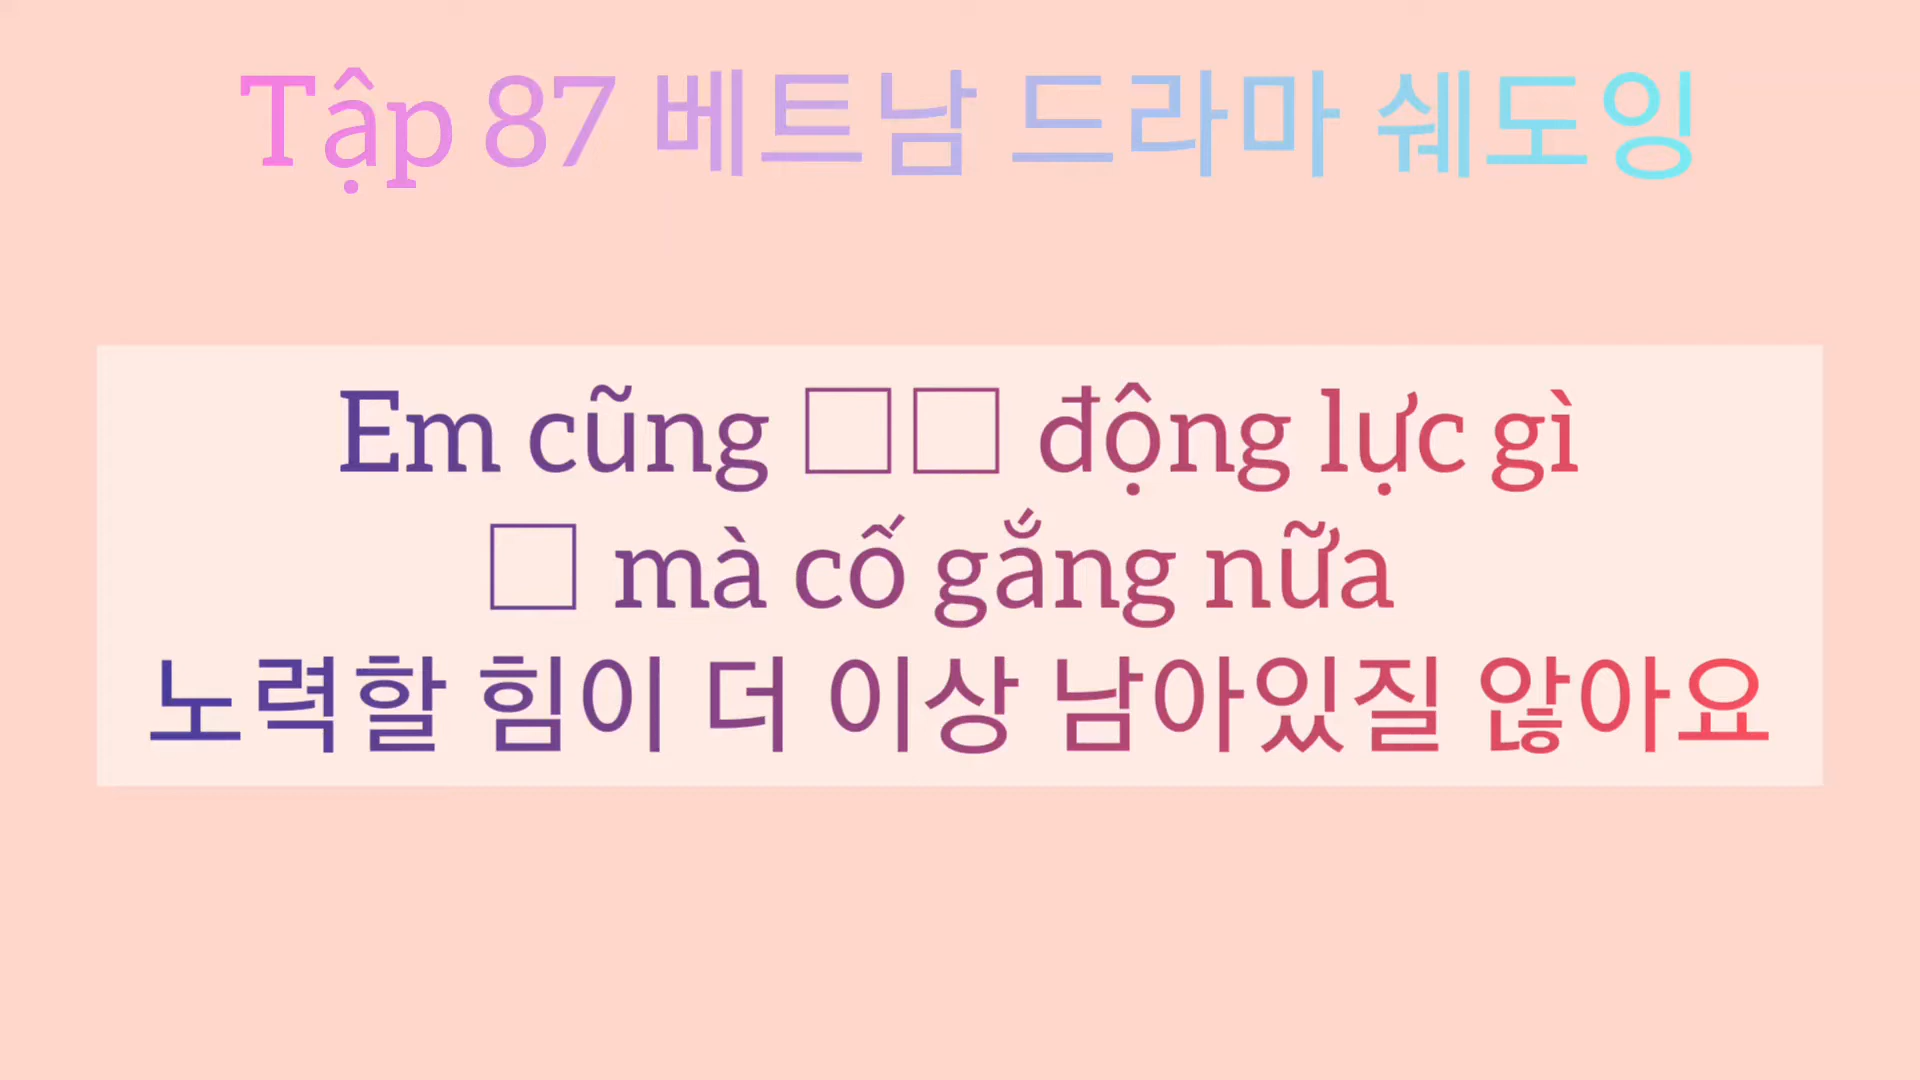 Tập 87 베트남 드라마 쉐도잉
Em cũng □□ động lực gì
□ mà cố gắng nữa
노력할 힘이 더 이상 남아있질 않아요